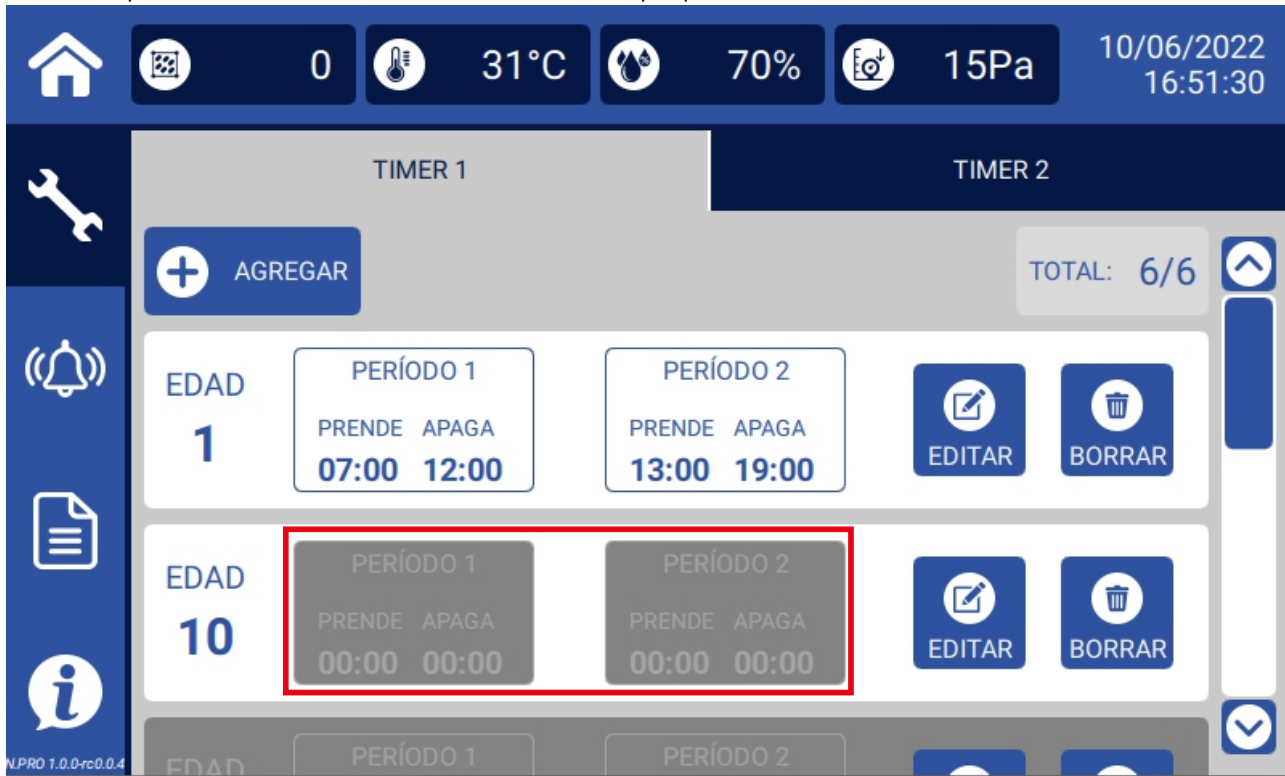 0 31°C 70% 15Pa 10/06/2022
16:51:30
TIMER 1 TIMER 2
AGREGAR TOTAL: 6/6
EDAD
1
PERÍODO 1
PRENDE APAGA
07:00 12:00
PERÍODO 2
PRENDE APAGA
13:00 19:00
EDITAR BORRAR
EDAD
10
PERÍODO 1
PRENDE APAGA
00:00 00:00
PERÍODO 2
PRENDE APAGA
00:00 00:00
EDITAR BORRAR
N.PRO 1.0.0-rc0.0.4
EDAD
PERÍODO 1
PERÍODO 2